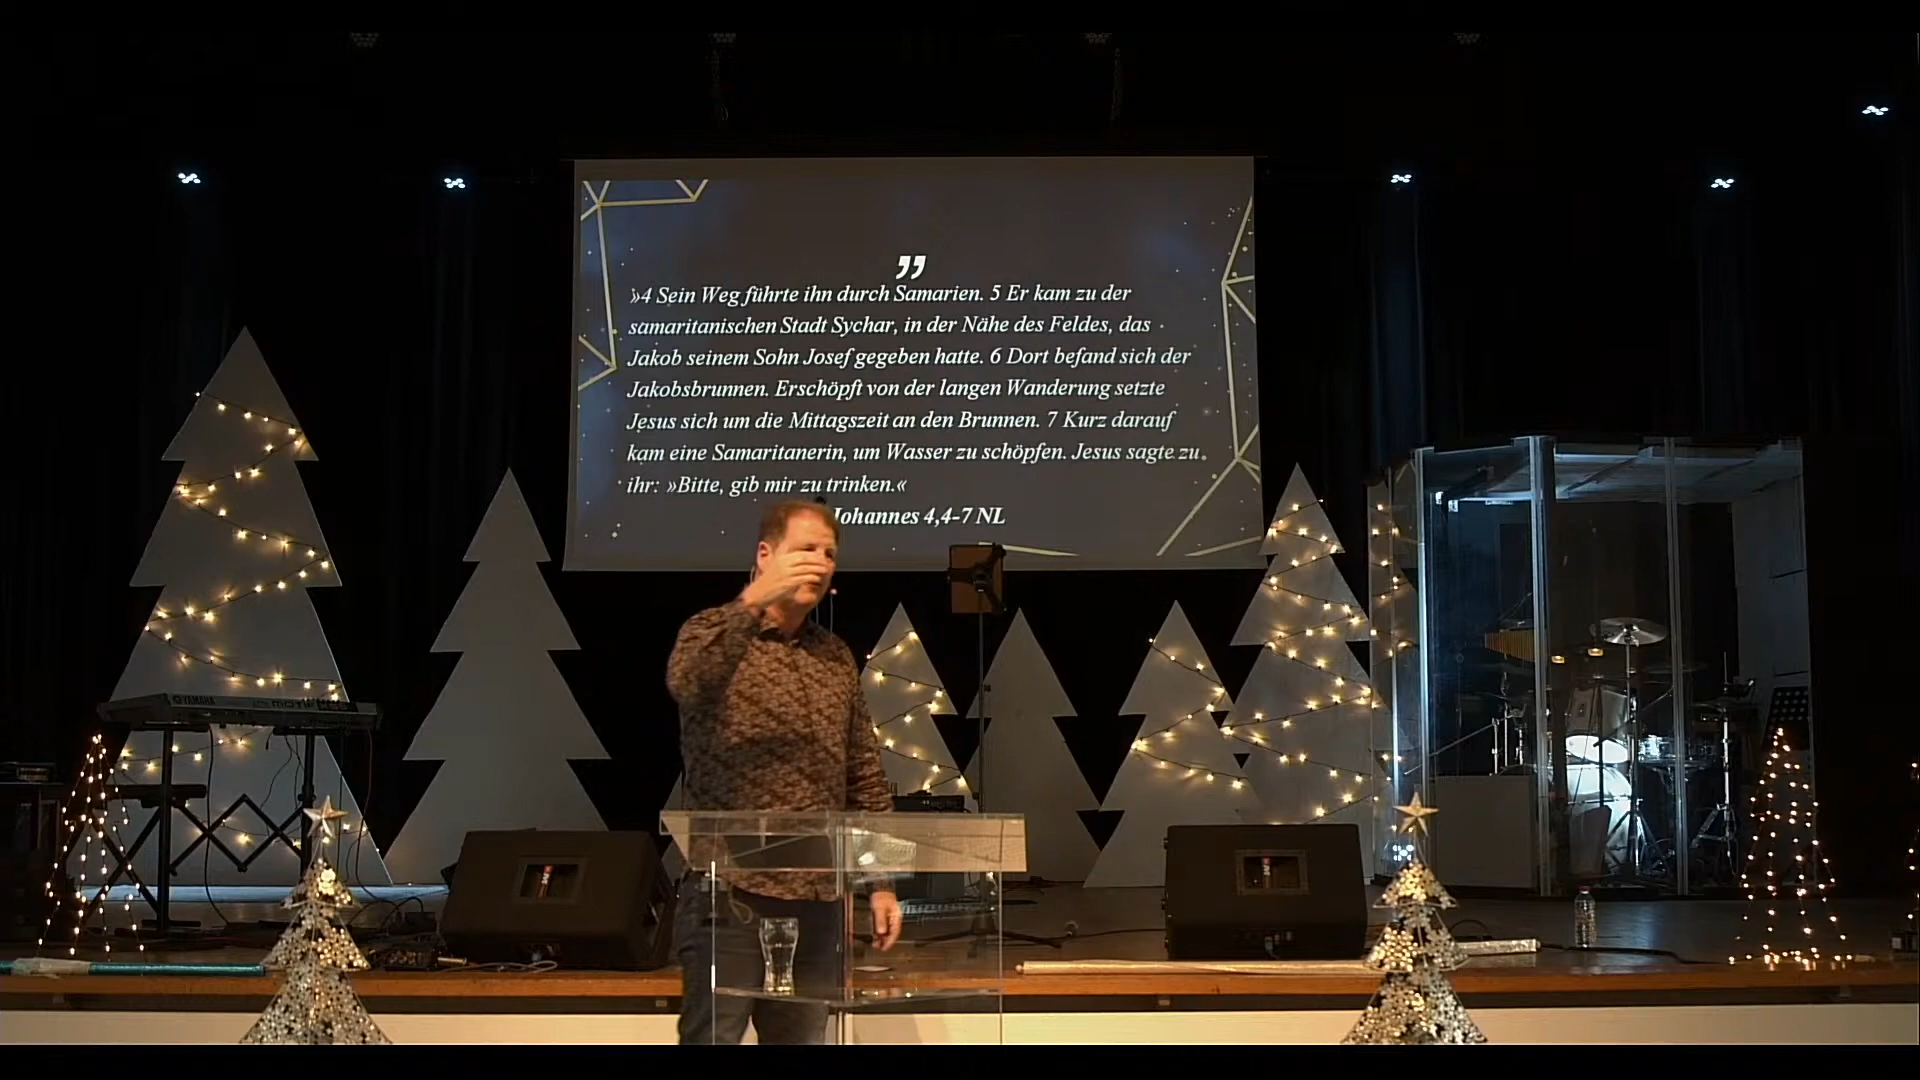 ”
»4 Sein Weg führte ihn durch Samarien. 5 Er kam zu der
samaritanischen Stadt Sychar, in der Nähe des Feldes, das
Jakob seinem Sohn Josef gegeben hatte. 6 Dort befand sich der
Jakobsbrunnen. Erschöpft von der langen Wanderung setzte
Jesus sich um die Mittagszeit an den Brunnen. 7 Kurz darauf
kam eine Samaritanerin, um Wasser zu schöpfen. Jesus sagte zu
ihr: »Bitte, gib mir zu trinken.«
Johannes 4,4-7 NL
YAMAHA